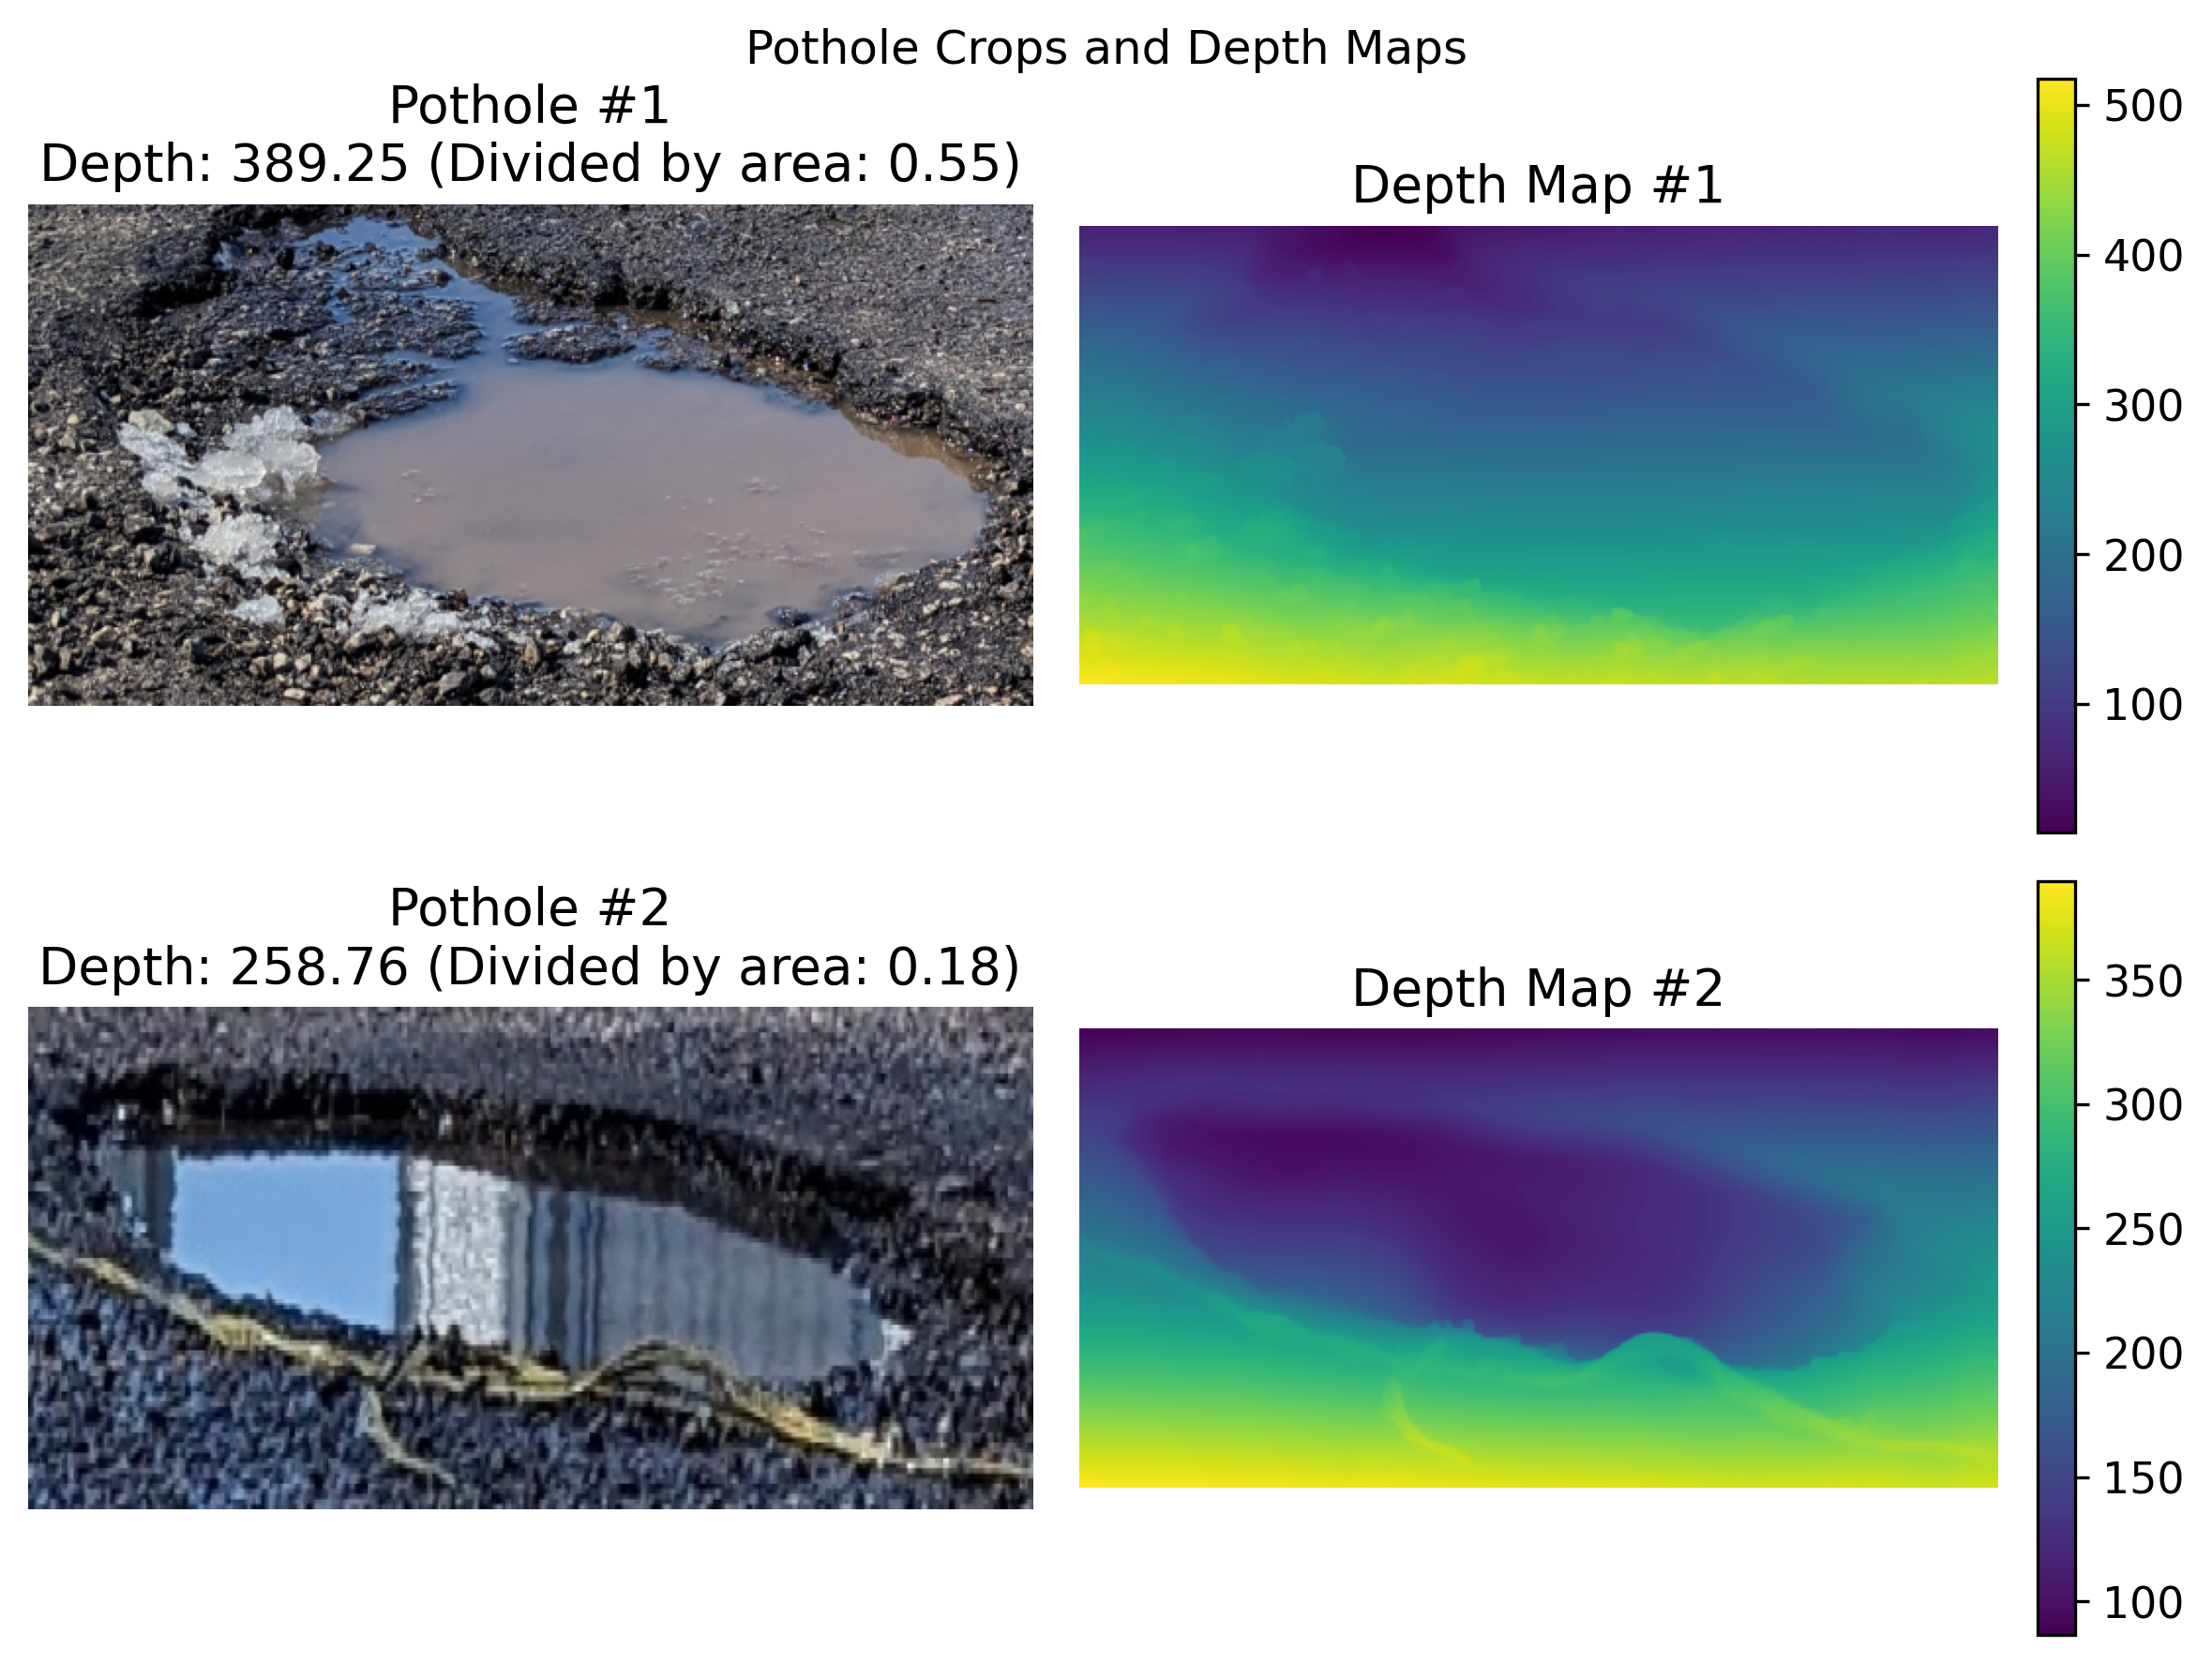 Pothole Crops and Depth Maps
Pothole #1
Depth: 389.25 (Divided by area: 0.55)
Depth Map #1
500
400
300
200
100
Pothole #2
Depth: 258.76 (Divided by area: 0.18)
Depth Map #2
350
300
250
200
150
100